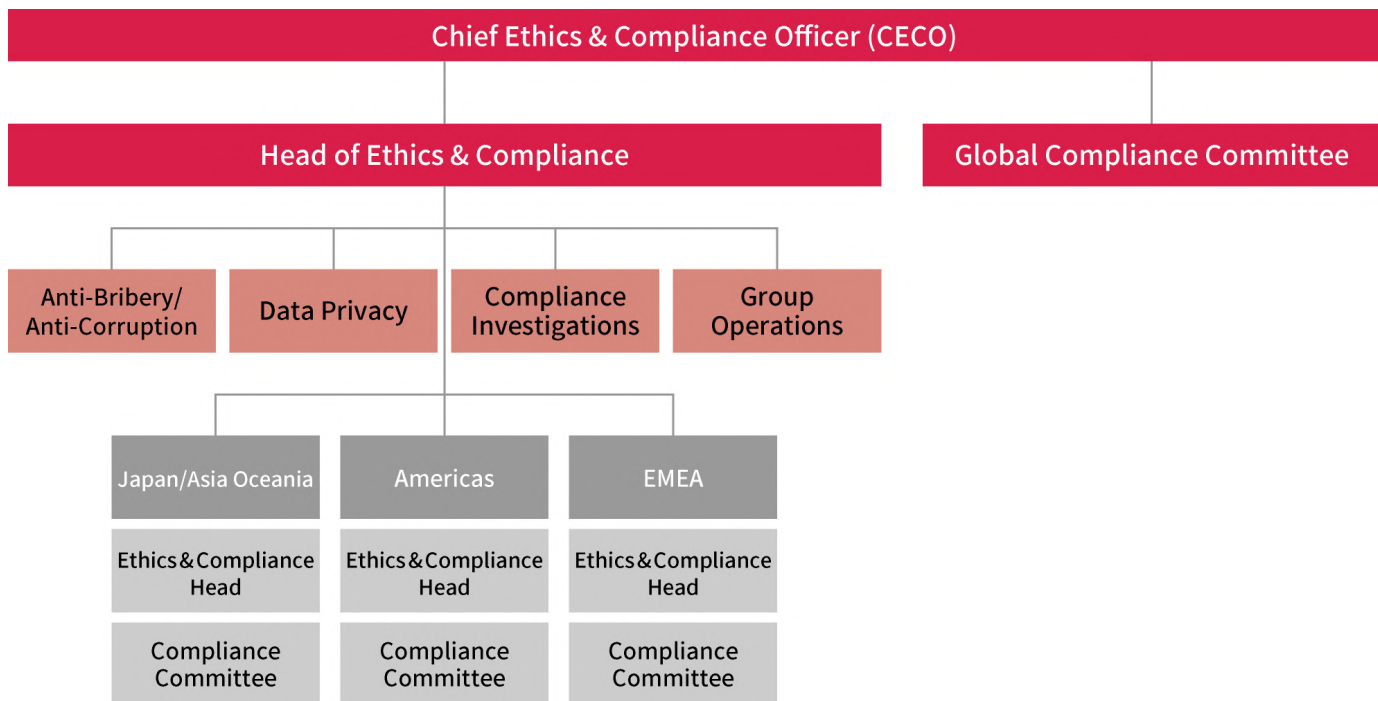 Chief Ethics & Compliance Officer (CECO)
Head of Ethics & Compliance
Global Compliance Committee
Anti-Bribery/
Anti-Corruption
Data Privacy
Compliance
Investigations
Group
Operations
Japan/Asia Oceania
Americas
EMEA
Ethics & Compliance
Head
Ethics & Compliance
Head
Ethics & Compliance
Head
Compliance
Committee
Compliance
Committee
Compliance
Committee